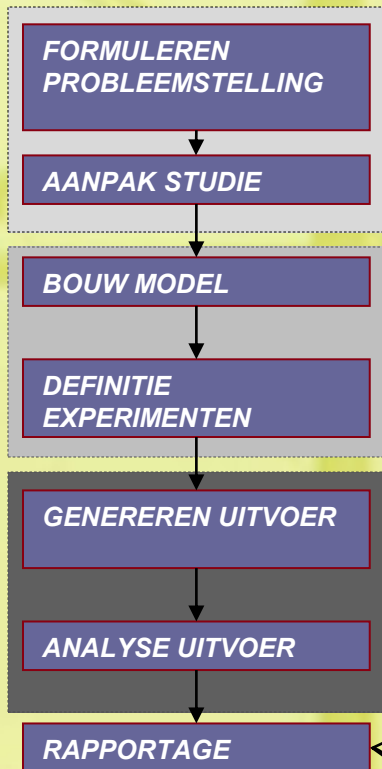 FORMULEREN
PROBLEEMSTELLING
AANPAK STUDIE
BOUW MODEL
DEFINITIE
EXPERIMENTEN
GENEREREN UITVOER
ANALYSE UITVOER
RAPPORTAGE